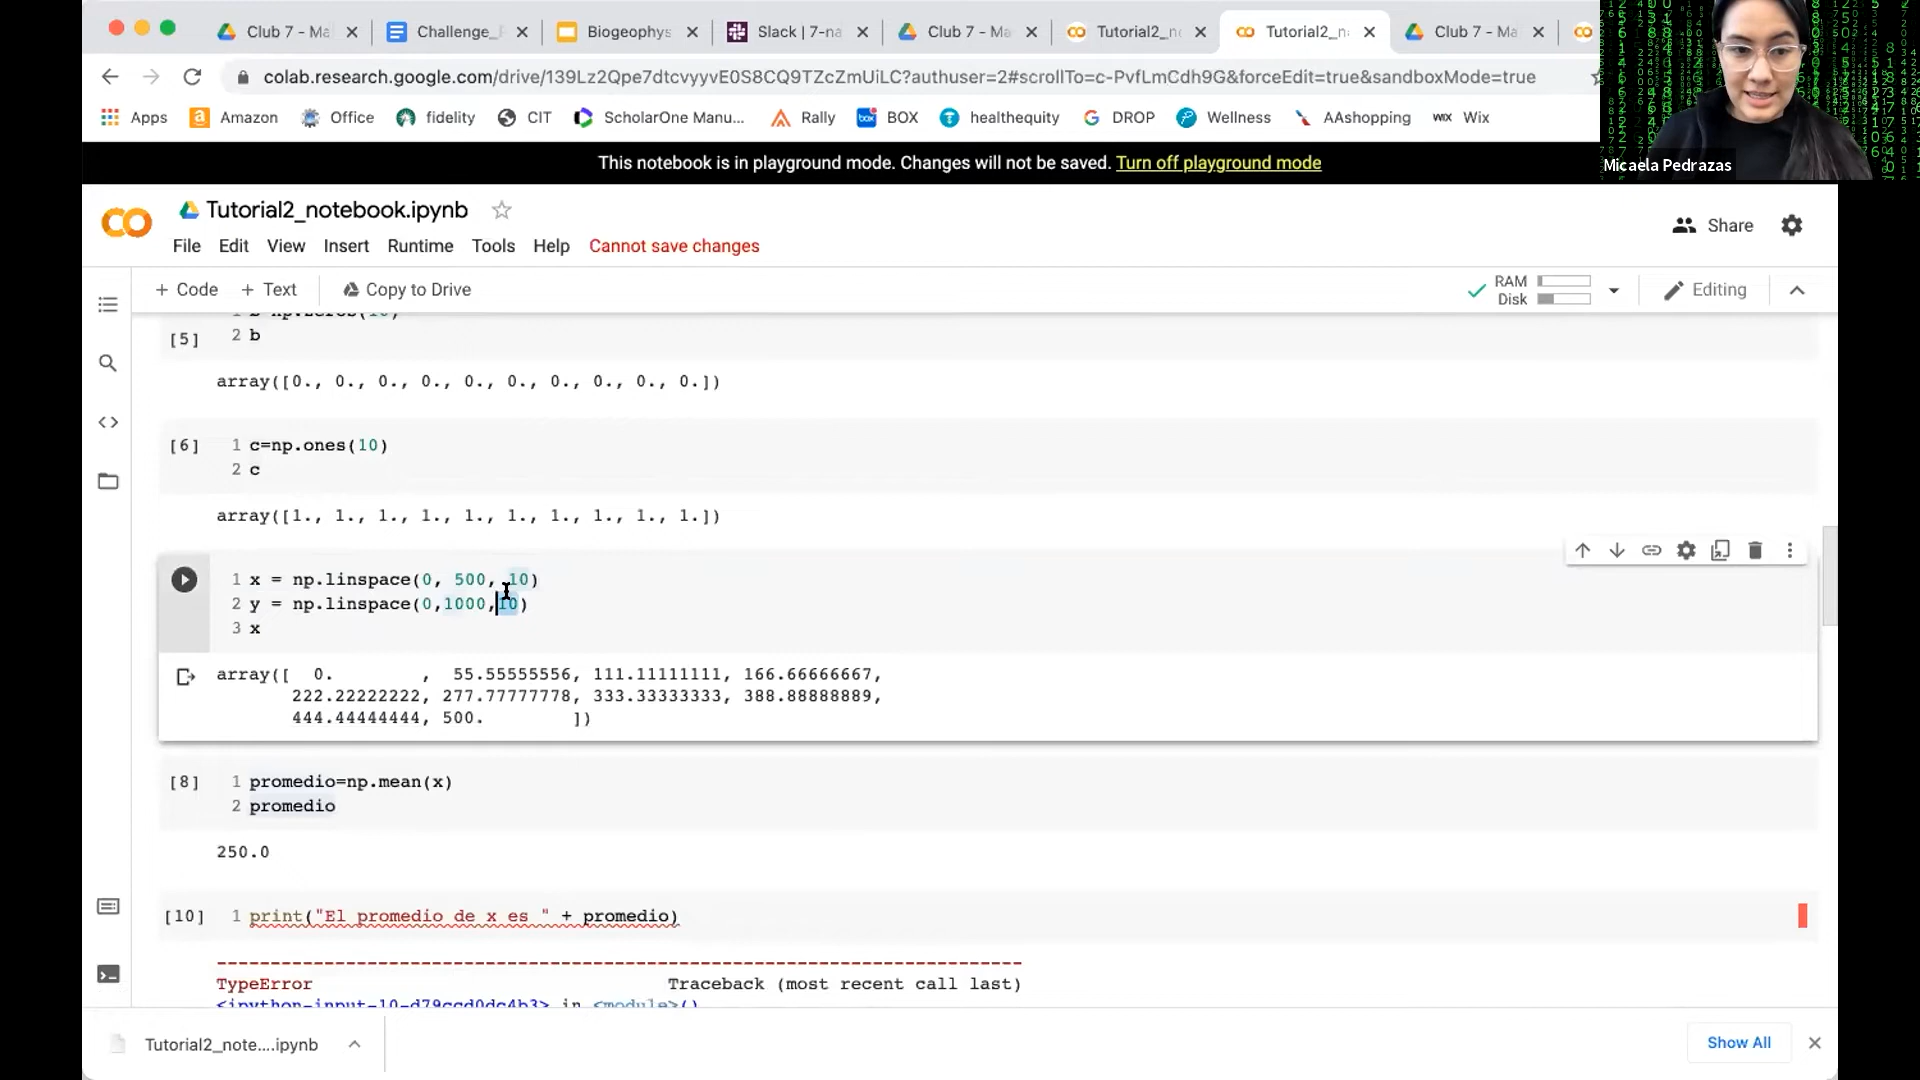 Club 7 - Ma
Challenge_
Biogeophys
Slack | 7-na
Club 7 - Ma
Tutorial2_n
Tutorial2_n
Club 7 - Ma
colab.research.google.com/drive/139Lz2Qpe7dtcvyyvE0S8CQ9TZcZmUiLC?authuser=2#scrollTo=c-PvfLmCdh9G&forceEdit=true&sandboxMode=true
Apps Amazon Office fidelity CIT ScholarOne Manu... Rally BOX healthequity DROP Wellness AAshopping Wix
Micaela Pedrazas
This notebook is in playground mode. Changes will not be saved. Turn off playground mode
Tutorial2_notebook.ipynb
Share
File Edit View Insert Runtime Tools Help Cannot save changes
+ Code + Text Copy to Drive
RAM
Disk
Editing
[5]
2 b
array([0., 0., 0., 0., 0., 0., 0., 0., 0., 0.])
[6] 1 c=np.ones(10)
2 c
array([1., 1., 1., 1., 1., 1., 1., 1., 1., 1.])
1 x = np.linspace(0, 500, 10)
2 y = np.linspace(0,1000,10)
3 x
array([ 0. , 55.55555556, 111.11111111, 166.66666667,
222.22222222, 277.77777778, 333.33333333, 388.88888889,
444.44444444, 500. ])
[8] 1 promedio=np.mean(x)
2 promedio
250.0
[10] 1 print("El promedio de x es " + promedio)
TypeError Traceback (most recent call last)
<ipython-input-10-d79ccd0dc4b3> in <module>()
Tutorial2_note....ipynb
Show All